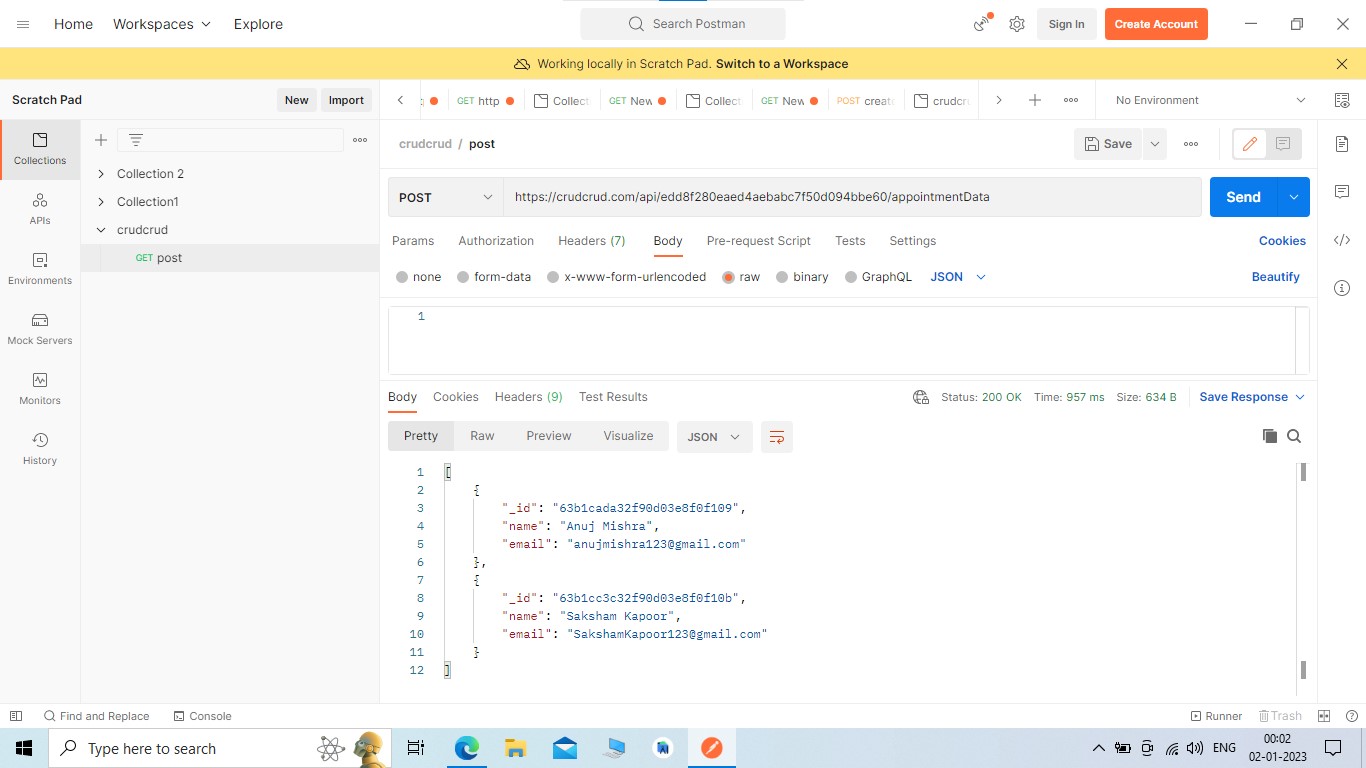 Home Workspaces Explore Search Postman Sign In Create Account
Working locally in Scratch Pad. Switch to a Workspace
Scratch Pad New Import GET http Collect GET New Collect GET New POST create crudcru No Environment
Collections
APIs
Environments
Mock Servers
Monitors
History
Collection 2
Collection1
crudcrud
GET post
crudcrud / post Save
POST https://crudcrud.com/api/edd8f280eaed4aebabc7f50d094bbe60/appointmentData Send
Params Authorization Headers (7) Body Pre-request Script Tests Settings Cookies
none form-data x-www-form-urlencoded raw binary GraphQL JSON Beautify
1
Body Cookies Headers (9) Test Results Status: 200 OK Time: 957 ms Size: 634 B Save Response
Pretty Raw Preview Visualize JSON
1 [
2 {
3 "_id": "63b1cada32f90d03e8f0f109",
4 "name": "Anuj Mishra",
5 "email": "anujmishra123@gmail.com"
6 },
7 {
8 "_id": "63b1cc3c32f90d03e8f0f10b",
9 "name": "Saksham Kapoor",
10 "email": "SakshamKapoor123@gmail.com"
11 }
12 ]
Find and Replace Console Runner Trash
Type here to search ENG 00:02
02-01-2023